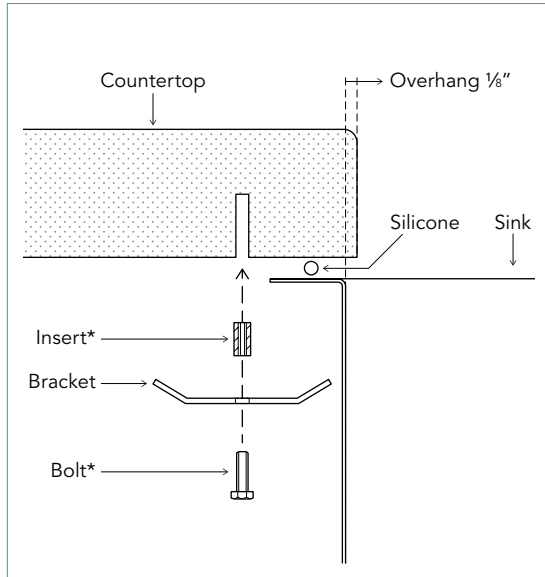 Countertop
Overhang ⅛”
Silicone
Sink
Insert*
Bracket
Bolt*